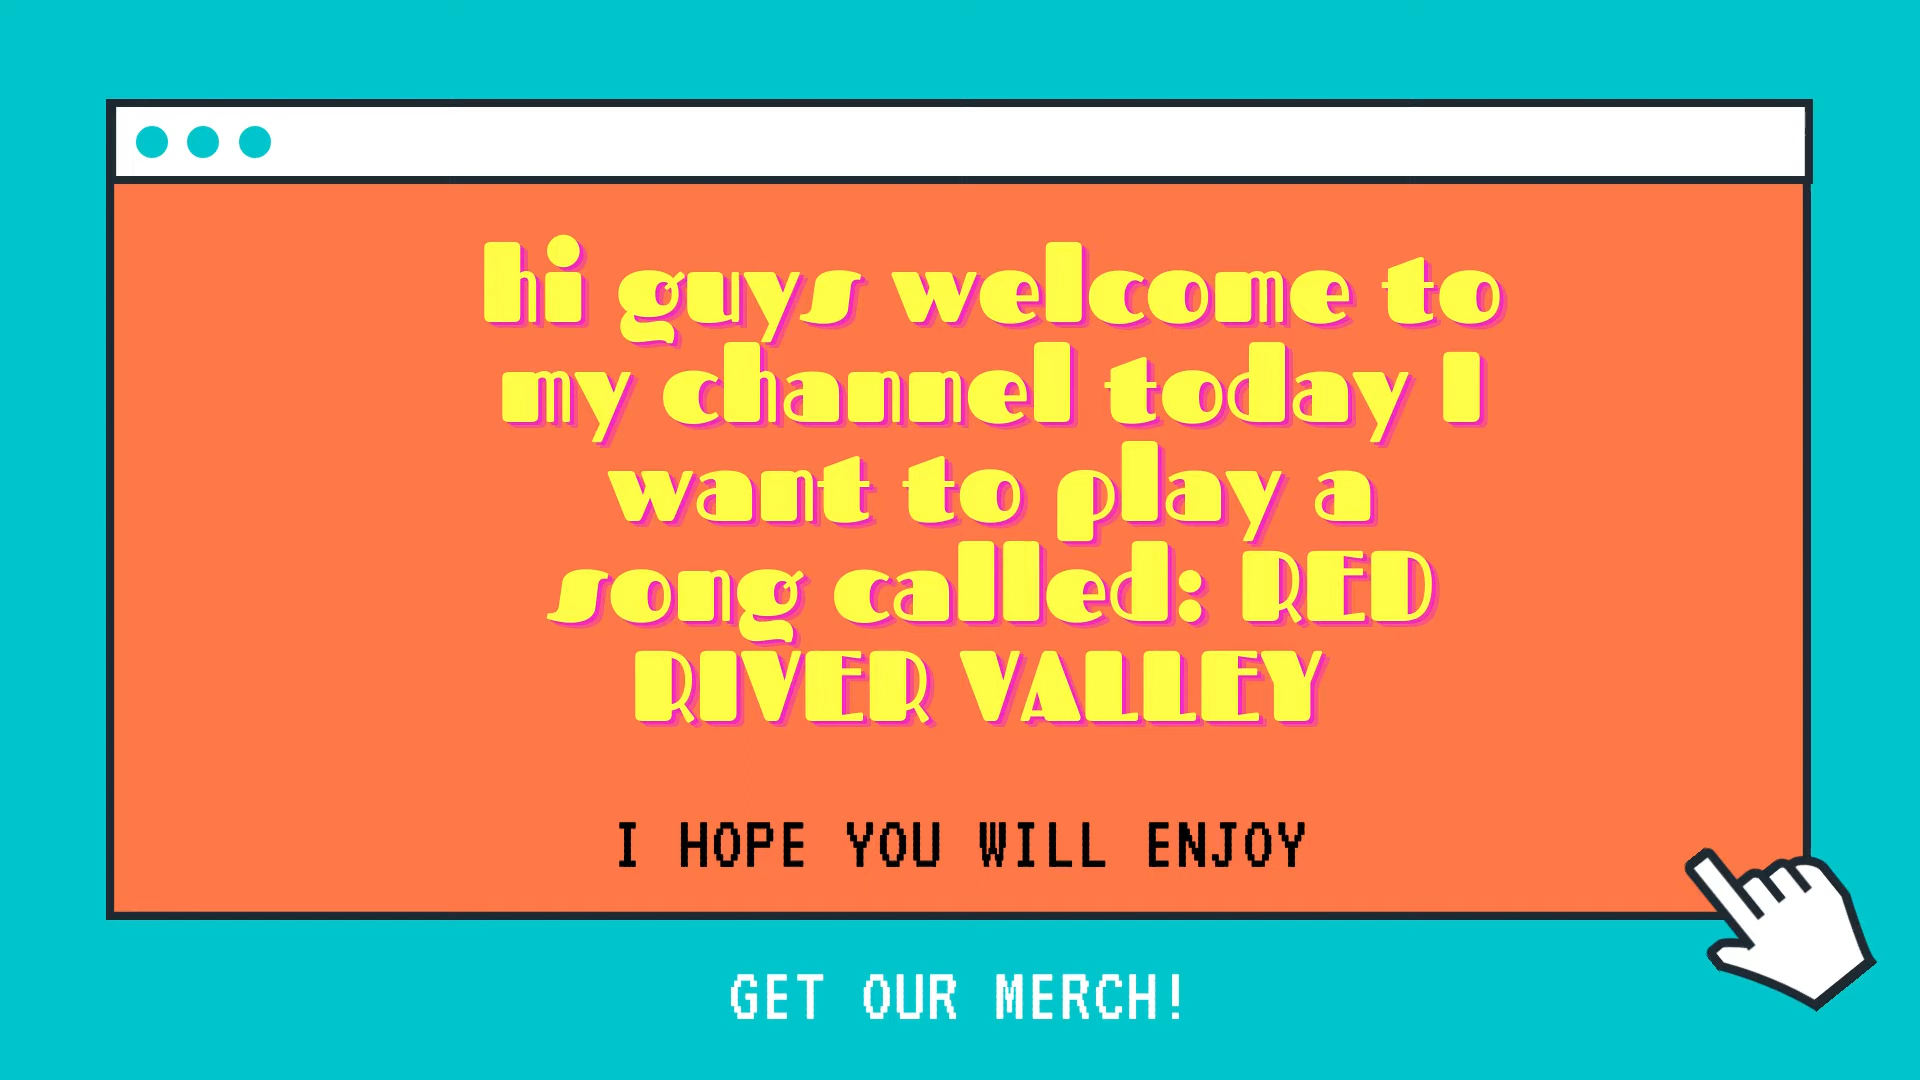 hi guys welcome to
my channel today I
want to play a
song called: RED
RIVER VALLEY
I HOPE YOU WILL ENJOY
GET OUR MERCH!